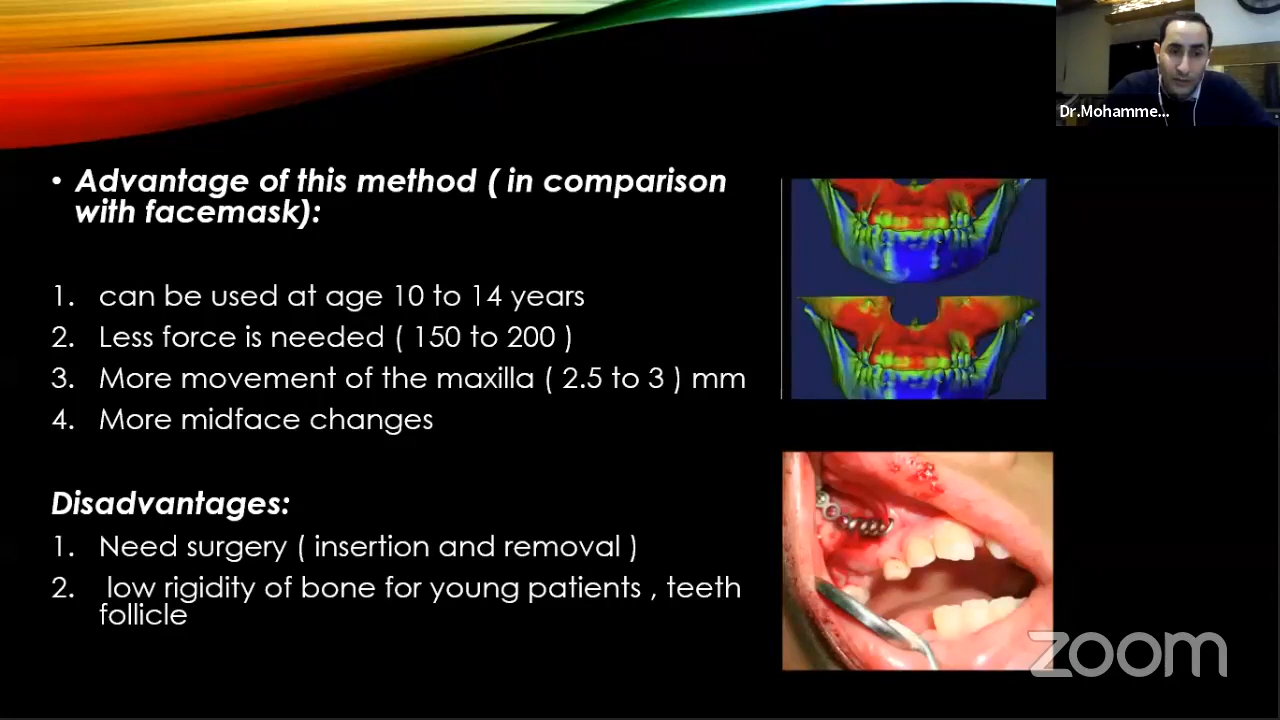 Dr.Mohamme...
• Advantage of this method ( in comparison
with facemask):
1. can be used at age 10 to 14 years
2. Less force is needed ( 150 to 200 )
3. More movement of the maxilla ( 2.5 to 3 ) mm
4. More midface changes
Disadvantages:
1. Need surgery ( insertion and removal )
2. low rigidity of bone for young patients , teeth
follicle
zoom